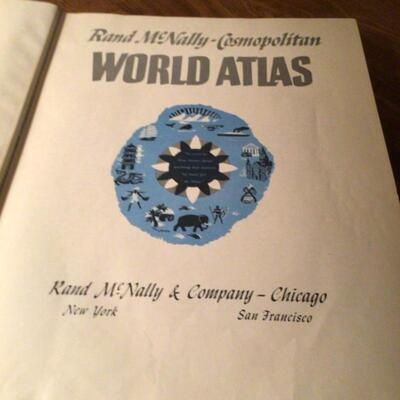 Rand McNally - Cosmopolitan
WORLD ATLAS
Rand McNally & Company - Chicago
New York San Francisco